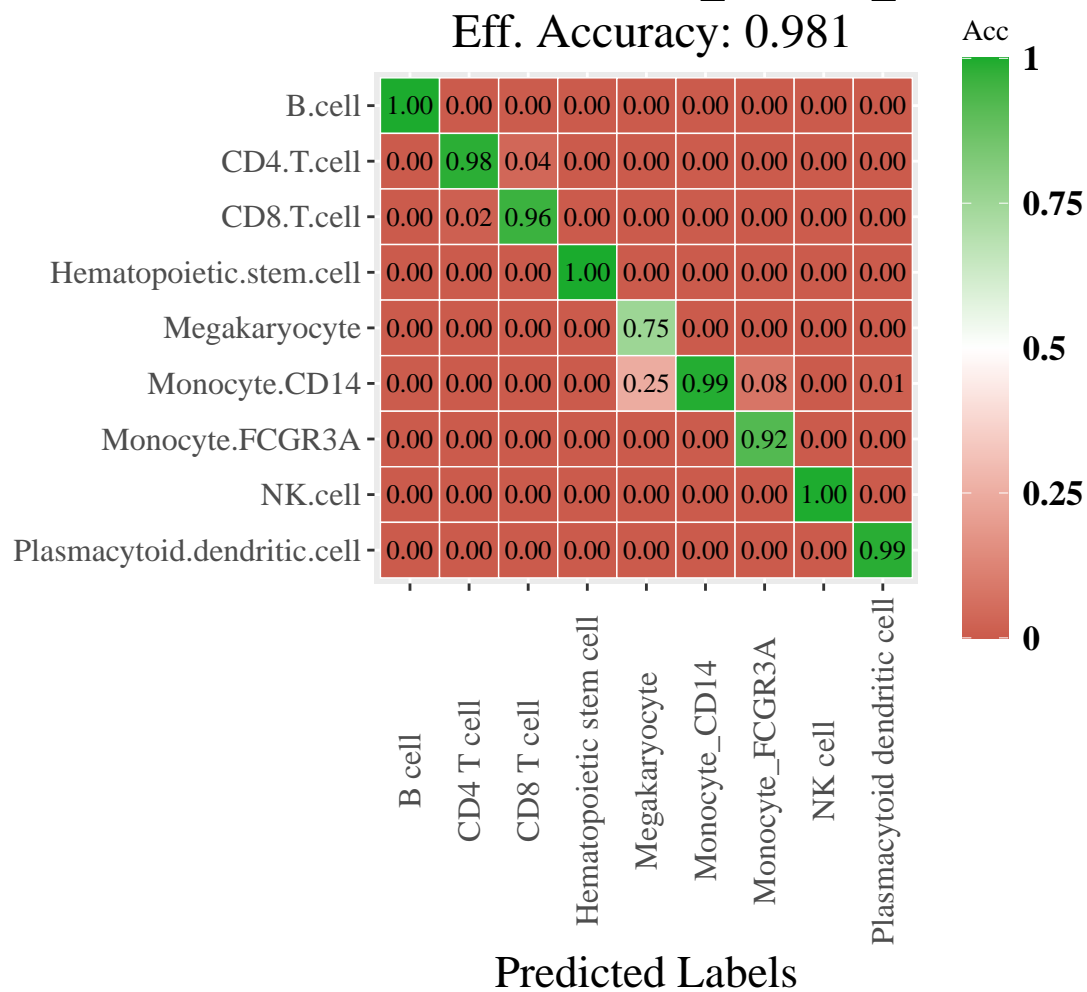 Eff. Accuracy: 0.981
Acc
1
0.75
0.5
0.25
0
B.cell 1.00 0.00 0.00 0.00 0.00 0.00 0.00 0.00 0.00
CD4.T.cell 0.00 0.98 0.04 0.00 0.00 0.00 0.00 0.00 0.00
CD8.T.cell 0.00 0.02 0.96 0.00 0.00 0.00 0.00 0.00 0.00
Hematopoietic.stem.cell 0.00 0.00 0.00 1.00 0.00 0.00 0.00 0.00 0.00
Megakaryocyte 0.00 0.00 0.00 0.00 0.75 0.00 0.00 0.00 0.00
Monocyte.CD14 0.00 0.00 0.00 0.00 0.25 0.99 0.08 0.00 0.01
Monocyte.FCGR3A 0.00 0.00 0.00 0.00 0.00 0.00 0.92 0.00 0.00
NK.cell 0.00 0.00 0.00 0.00 0.00 0.00 0.00 1.00 0.00
Plasmacytoid.dendritic.cell 0.00 0.00 0.00 0.00 0.00 0.00 0.00 0.00 0.99
B cell
CD4 T cell
CD8 T cell
Hematopoietic stem cell
Megakaryocyte
Monocyte_CD14
Monocyte_FCGR3A
NK cell
Plasmacytoid dendritic cell
Predicted Labels